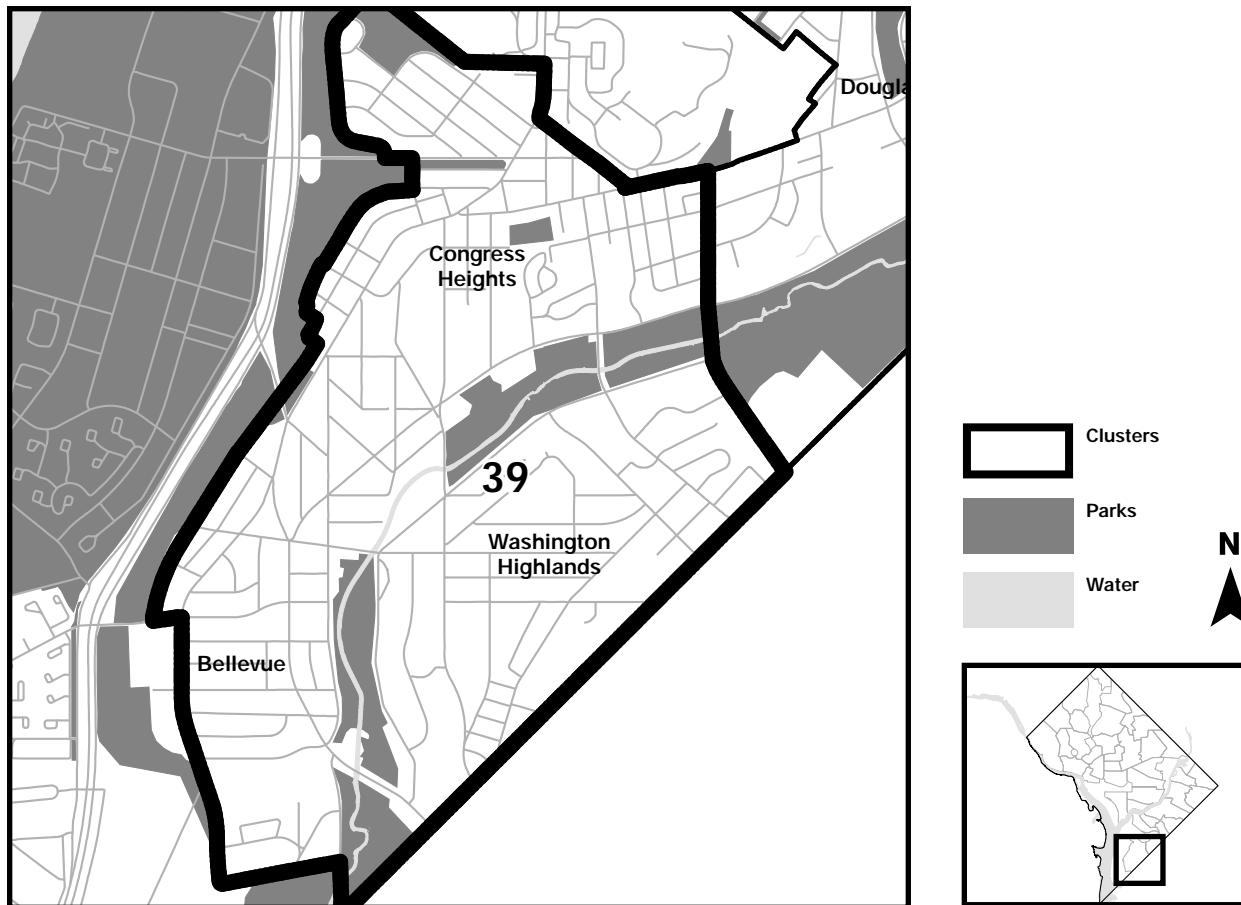 Dougla
Congress
Heights
39
Washington
Highlands
Bellevue
Clusters
Parks
Water
N